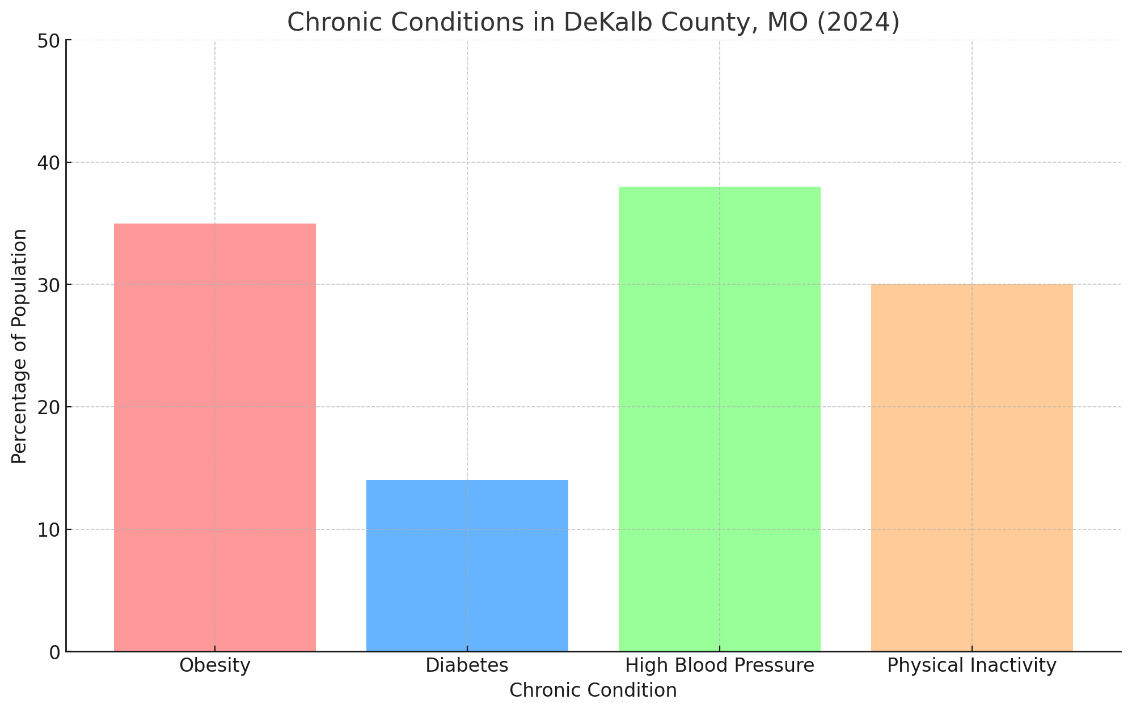 Chronic Conditions in DeKalb County, MO (2024)
50
40
30
20
10
0
Percentage of Population
Obesity
Diabetes
High Blood Pressure
Physical Inactivity
Chronic Condition